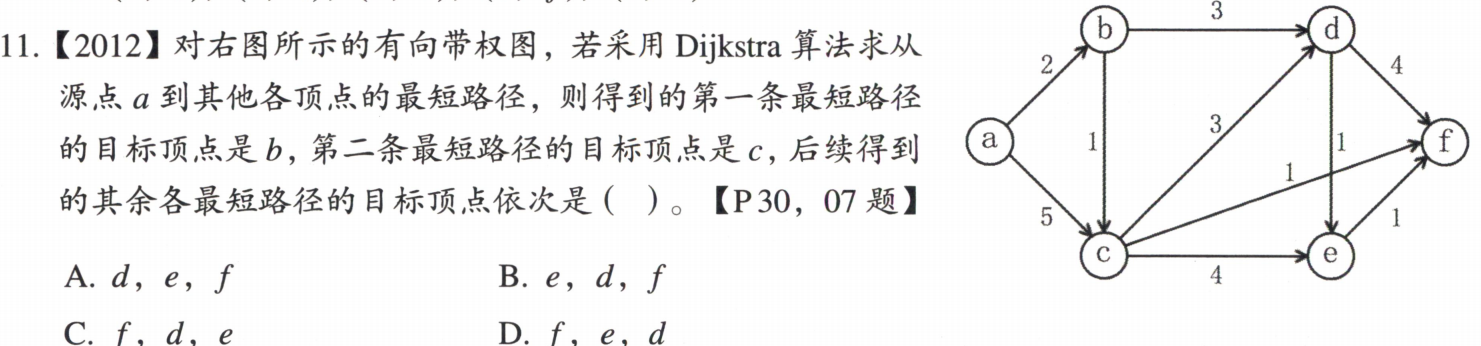 11.【2012】对右图所示的有向带权图，若采用 Dijkstra 算法求从
源点 a 到其他各顶点的最短路径，则得到的第一条最短路径
的目标顶点是 b，第二条最短路径的目标顶点是 c，后续得到
的其余各最短路径的目标顶点依次是（ ）。【P30，07 题】
A. d，e，f
B. e，d，f
C. f，d，e
D. f，e，d
b
3
d
2
4
a
1
3
1
f
1
5
1
c
4
e